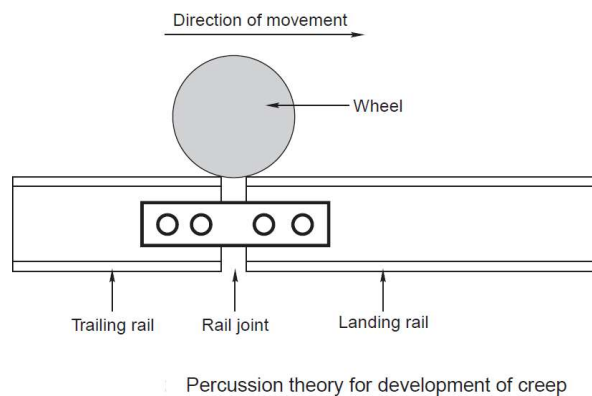 Direction of movement
Wheel
Trailing rail
Rail joint
Landing rail
Percussion theory for development of creep